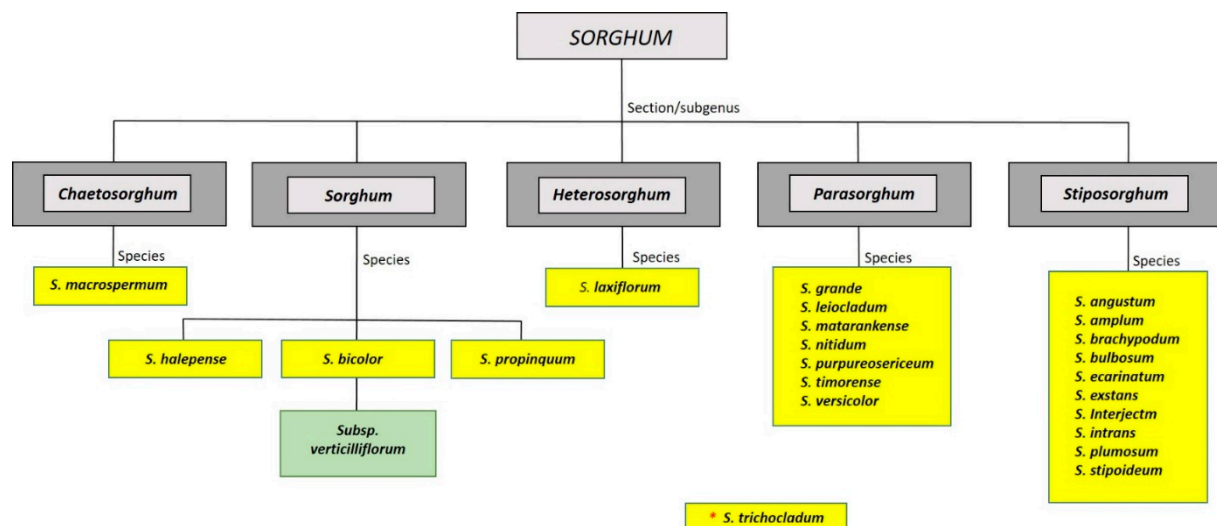 SORGHUM
Section/subgenus
Chaetosorghum
Sorghum
Heterosorghum
Parasorghum
Stiposorghum
Species
Species
Species
Species
Species
S. macrospermum
S. laxiflorum
S. halepense
S. bicolor
S. propinquum
Subsp.
verticilliflorum
S. grande
S. leiocladum
S. matarankense
S. nitidum
S. purpureosericeum
S. timorense
S. versicolor
S. angustum
S. amplum
S. brachypodum
S. bulbosum
S. ecarinatum
S. exstans
S. Interjectm
S. intrans
S. plumosum
S. stipoideum
* S. trichocladum